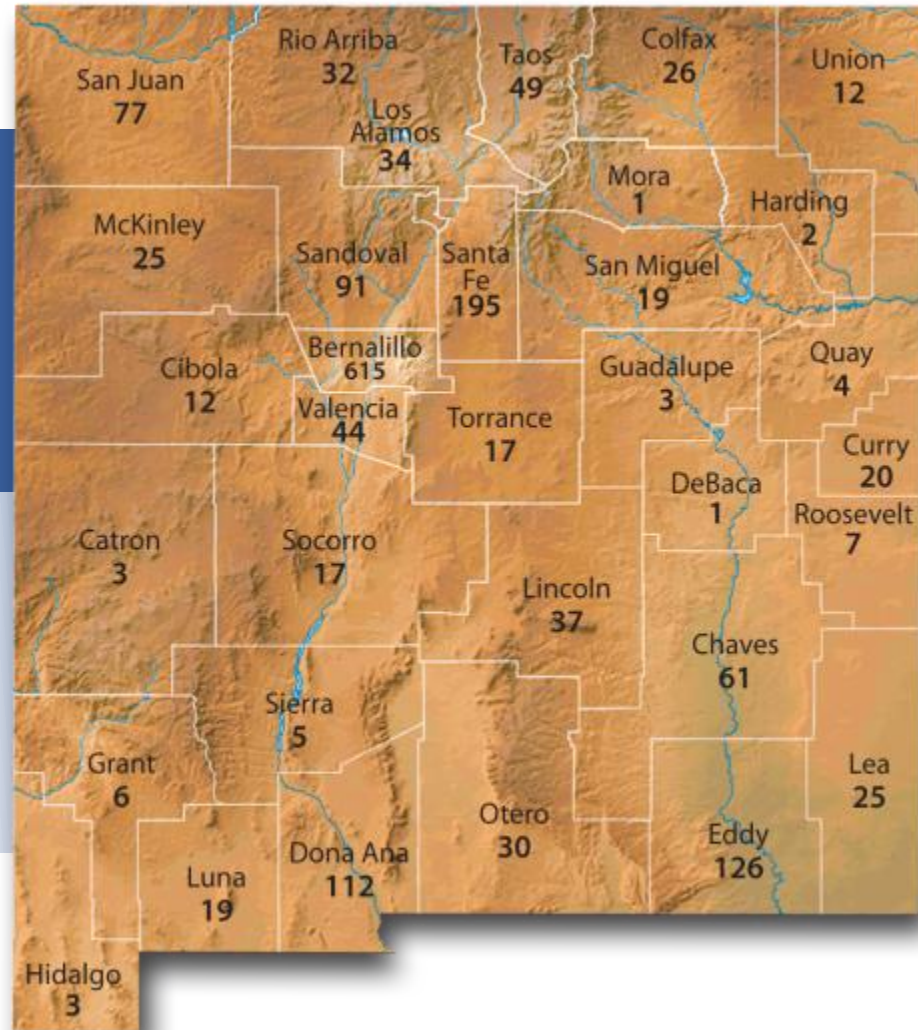 San Juan
77
Rio Arriba
32
Taos
49
Colfax
26
Union
12
Los
Alamos
34
Mora
1
Harding
2
McKinley
25
Sandoval
91
Santa
Fe
195
San Miguel
19
Bernalillo
615
Cibola
12
Guadalupe
3
Quay
4
Valencia
44
Torrance
17
Curry
20
DeBaca
1
Roosevelt
7
Catron
3
Socorro
17
Lincoln
37
Chaves
61
Sierra
5
Grant
6
Lea
25
Otero
30
Eddy
126
Dona Ana
112
Luna
19
Hidalgo
3